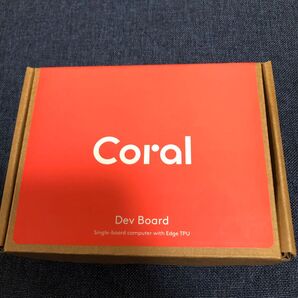 Coral
Dev Board
Single-board computer with Edge TPU